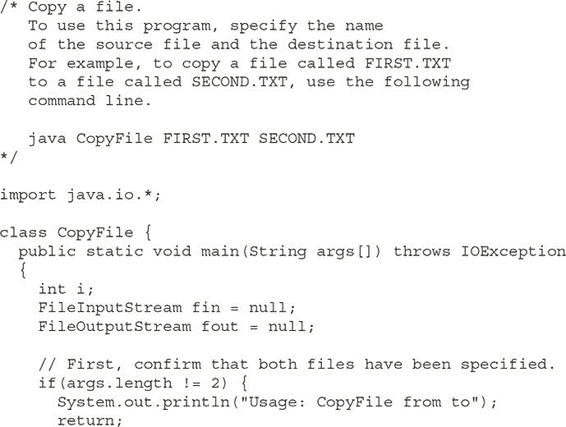 /* Copy a file.
   To use this program, specify the name
   of the source file and the destination file.
   For example, to copy a file called FIRST.TXT
   to a file called SECOND.TXT, use the following
   command line.

   java CopyFile FIRST.TXT SECOND.TXT
*/

import java.io.*;

class CopyFile {
  public static void main(String args[]) throws IOException
  {
    int i;
    FileInputStream fin = null;
    FileOutputStream fout = null;

    // First, confirm that both files have been specified.
    if(args.length != 2) {
      System.out.println("Usage: CopyFile from to");
      return;